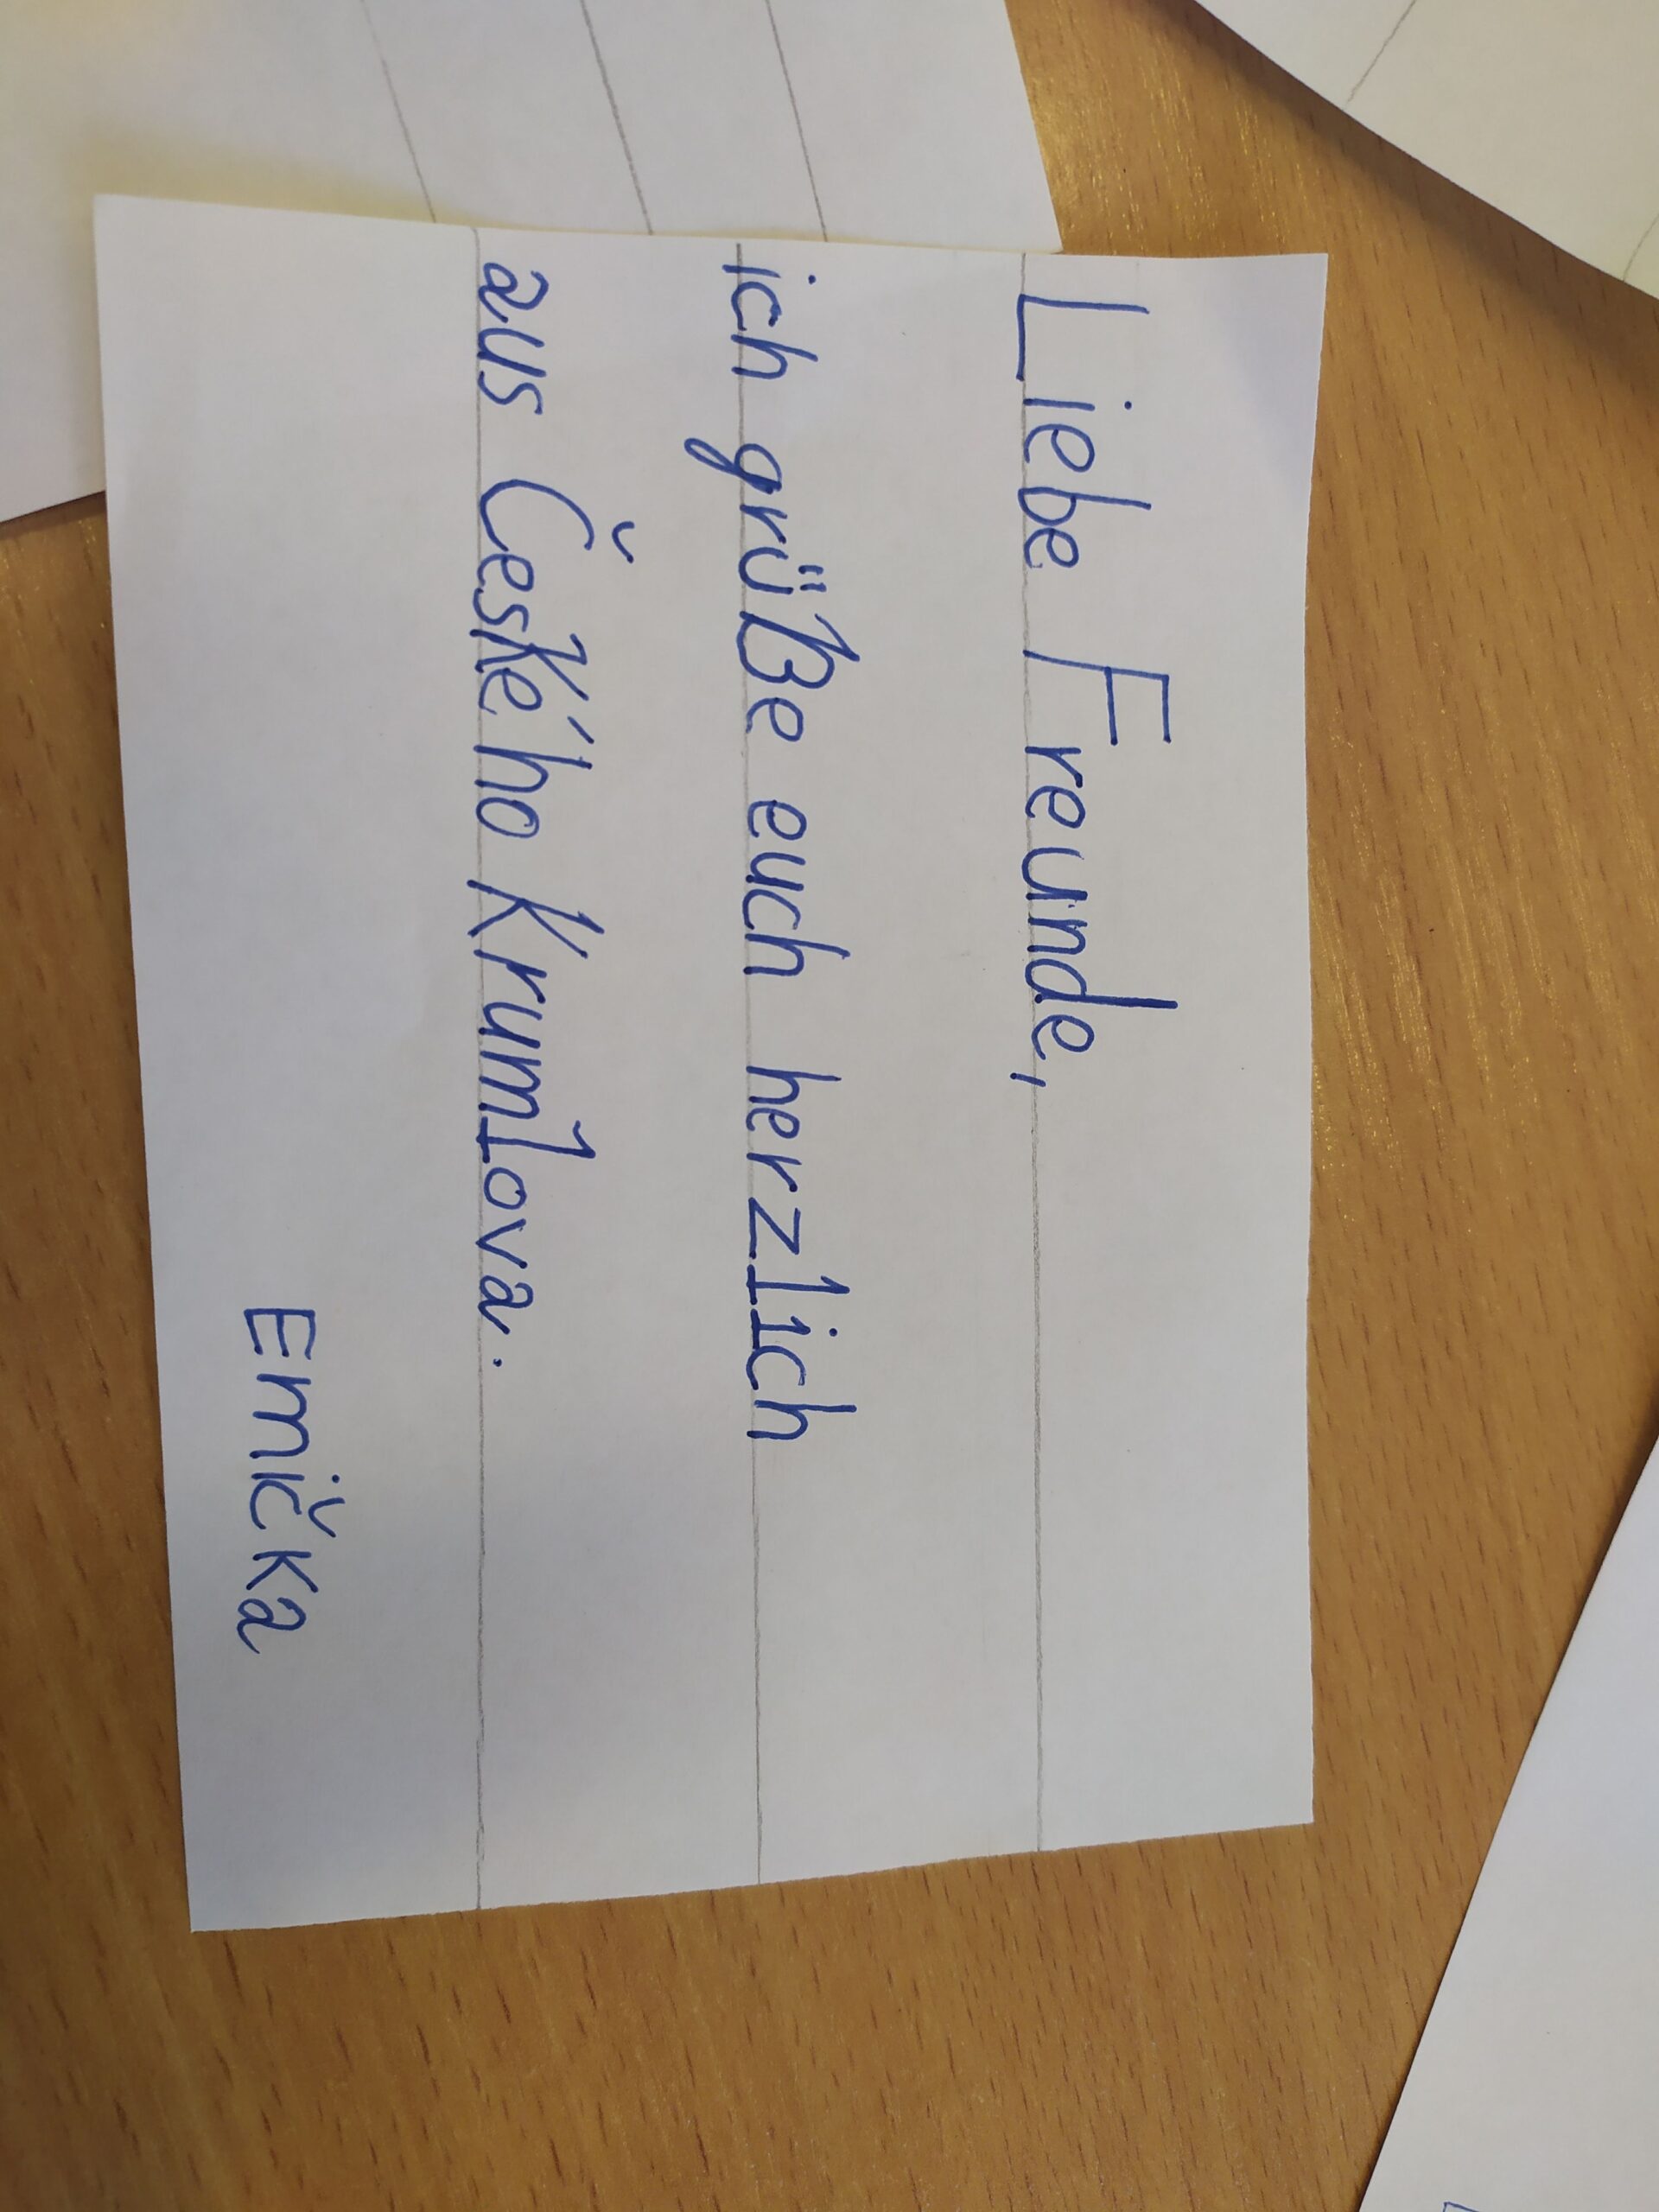 Liebe Freunde,
ich grüße euch herzlich
aus Českého Krumlova.
Emička